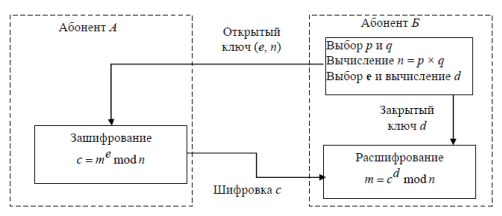 Абонент А
Открытый
ключ (e, n)
Абонент Б
Выбор p и q
Вычисление n = p × q
Выбор e и вычисление d
Закрытый
ключ d
Зашифрование
c = m^e mod n
Шифровка c
Расшифрование
m = c^d mod n